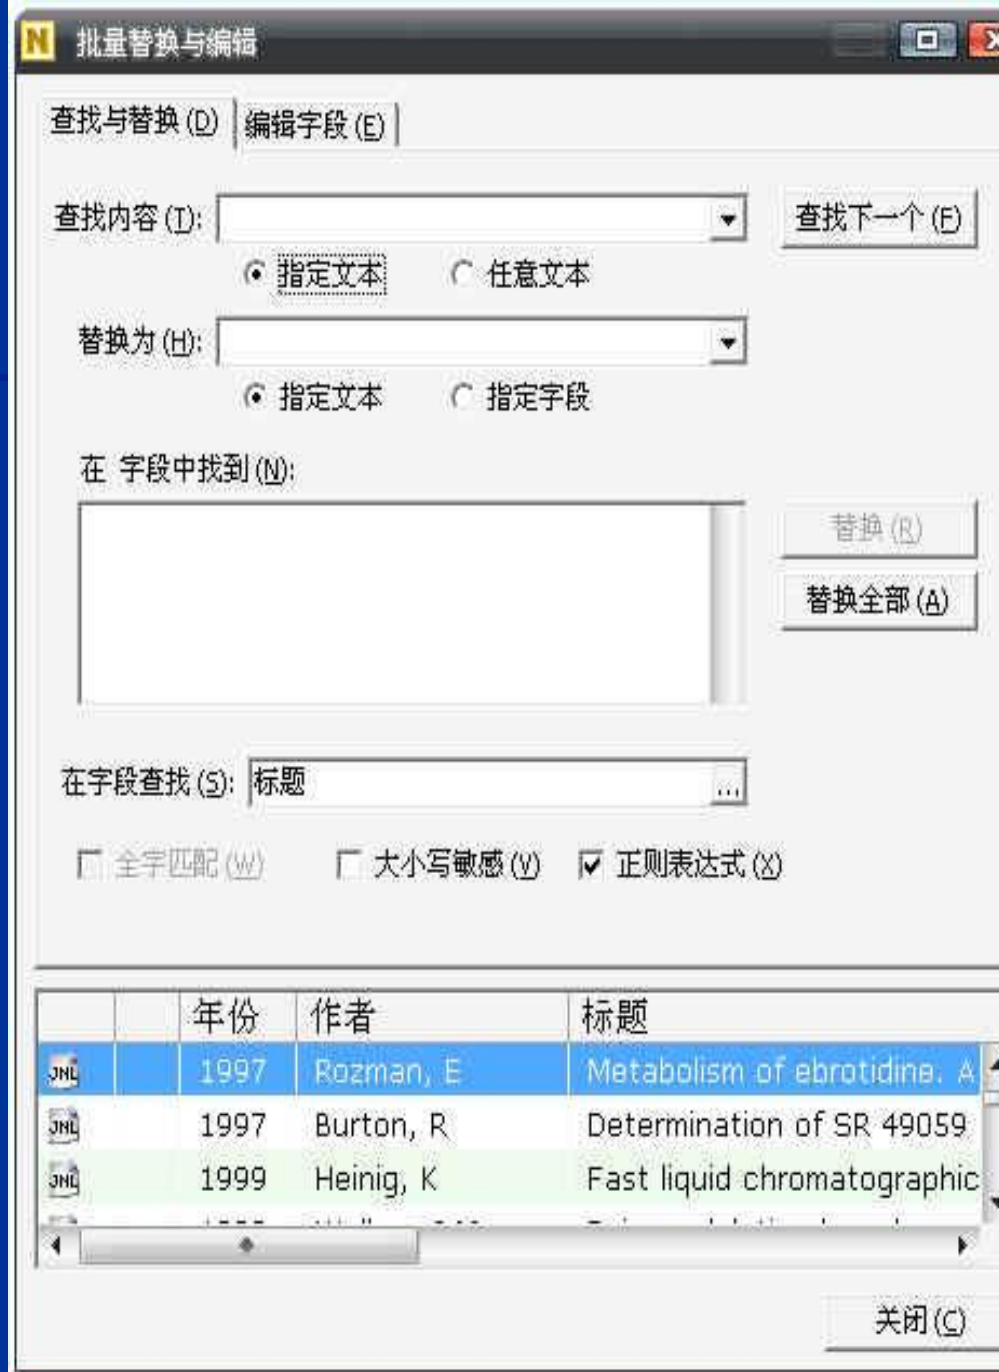 N 批量替换与编辑
查找与替换(D) 编辑字段(E)
查找内容(T): 查找下一个(F)
指定文本 任意文本
替换为(H):
指定文本 指定字段
在 字段中找到(N):
替换(R)
替换全部(A)
在字段查找(S): 标题 ...
全字匹配(W) 大小写敏感(V) 正则表达式(X)
年份 作者 标题
JNL 1997 Rozman, E Metabolism of ebrotidine. A
JNL 1997 Burton, R Determination of SR 49059
JNL 1999 Heinig, K Fast liquid chromatographic
关闭(C)